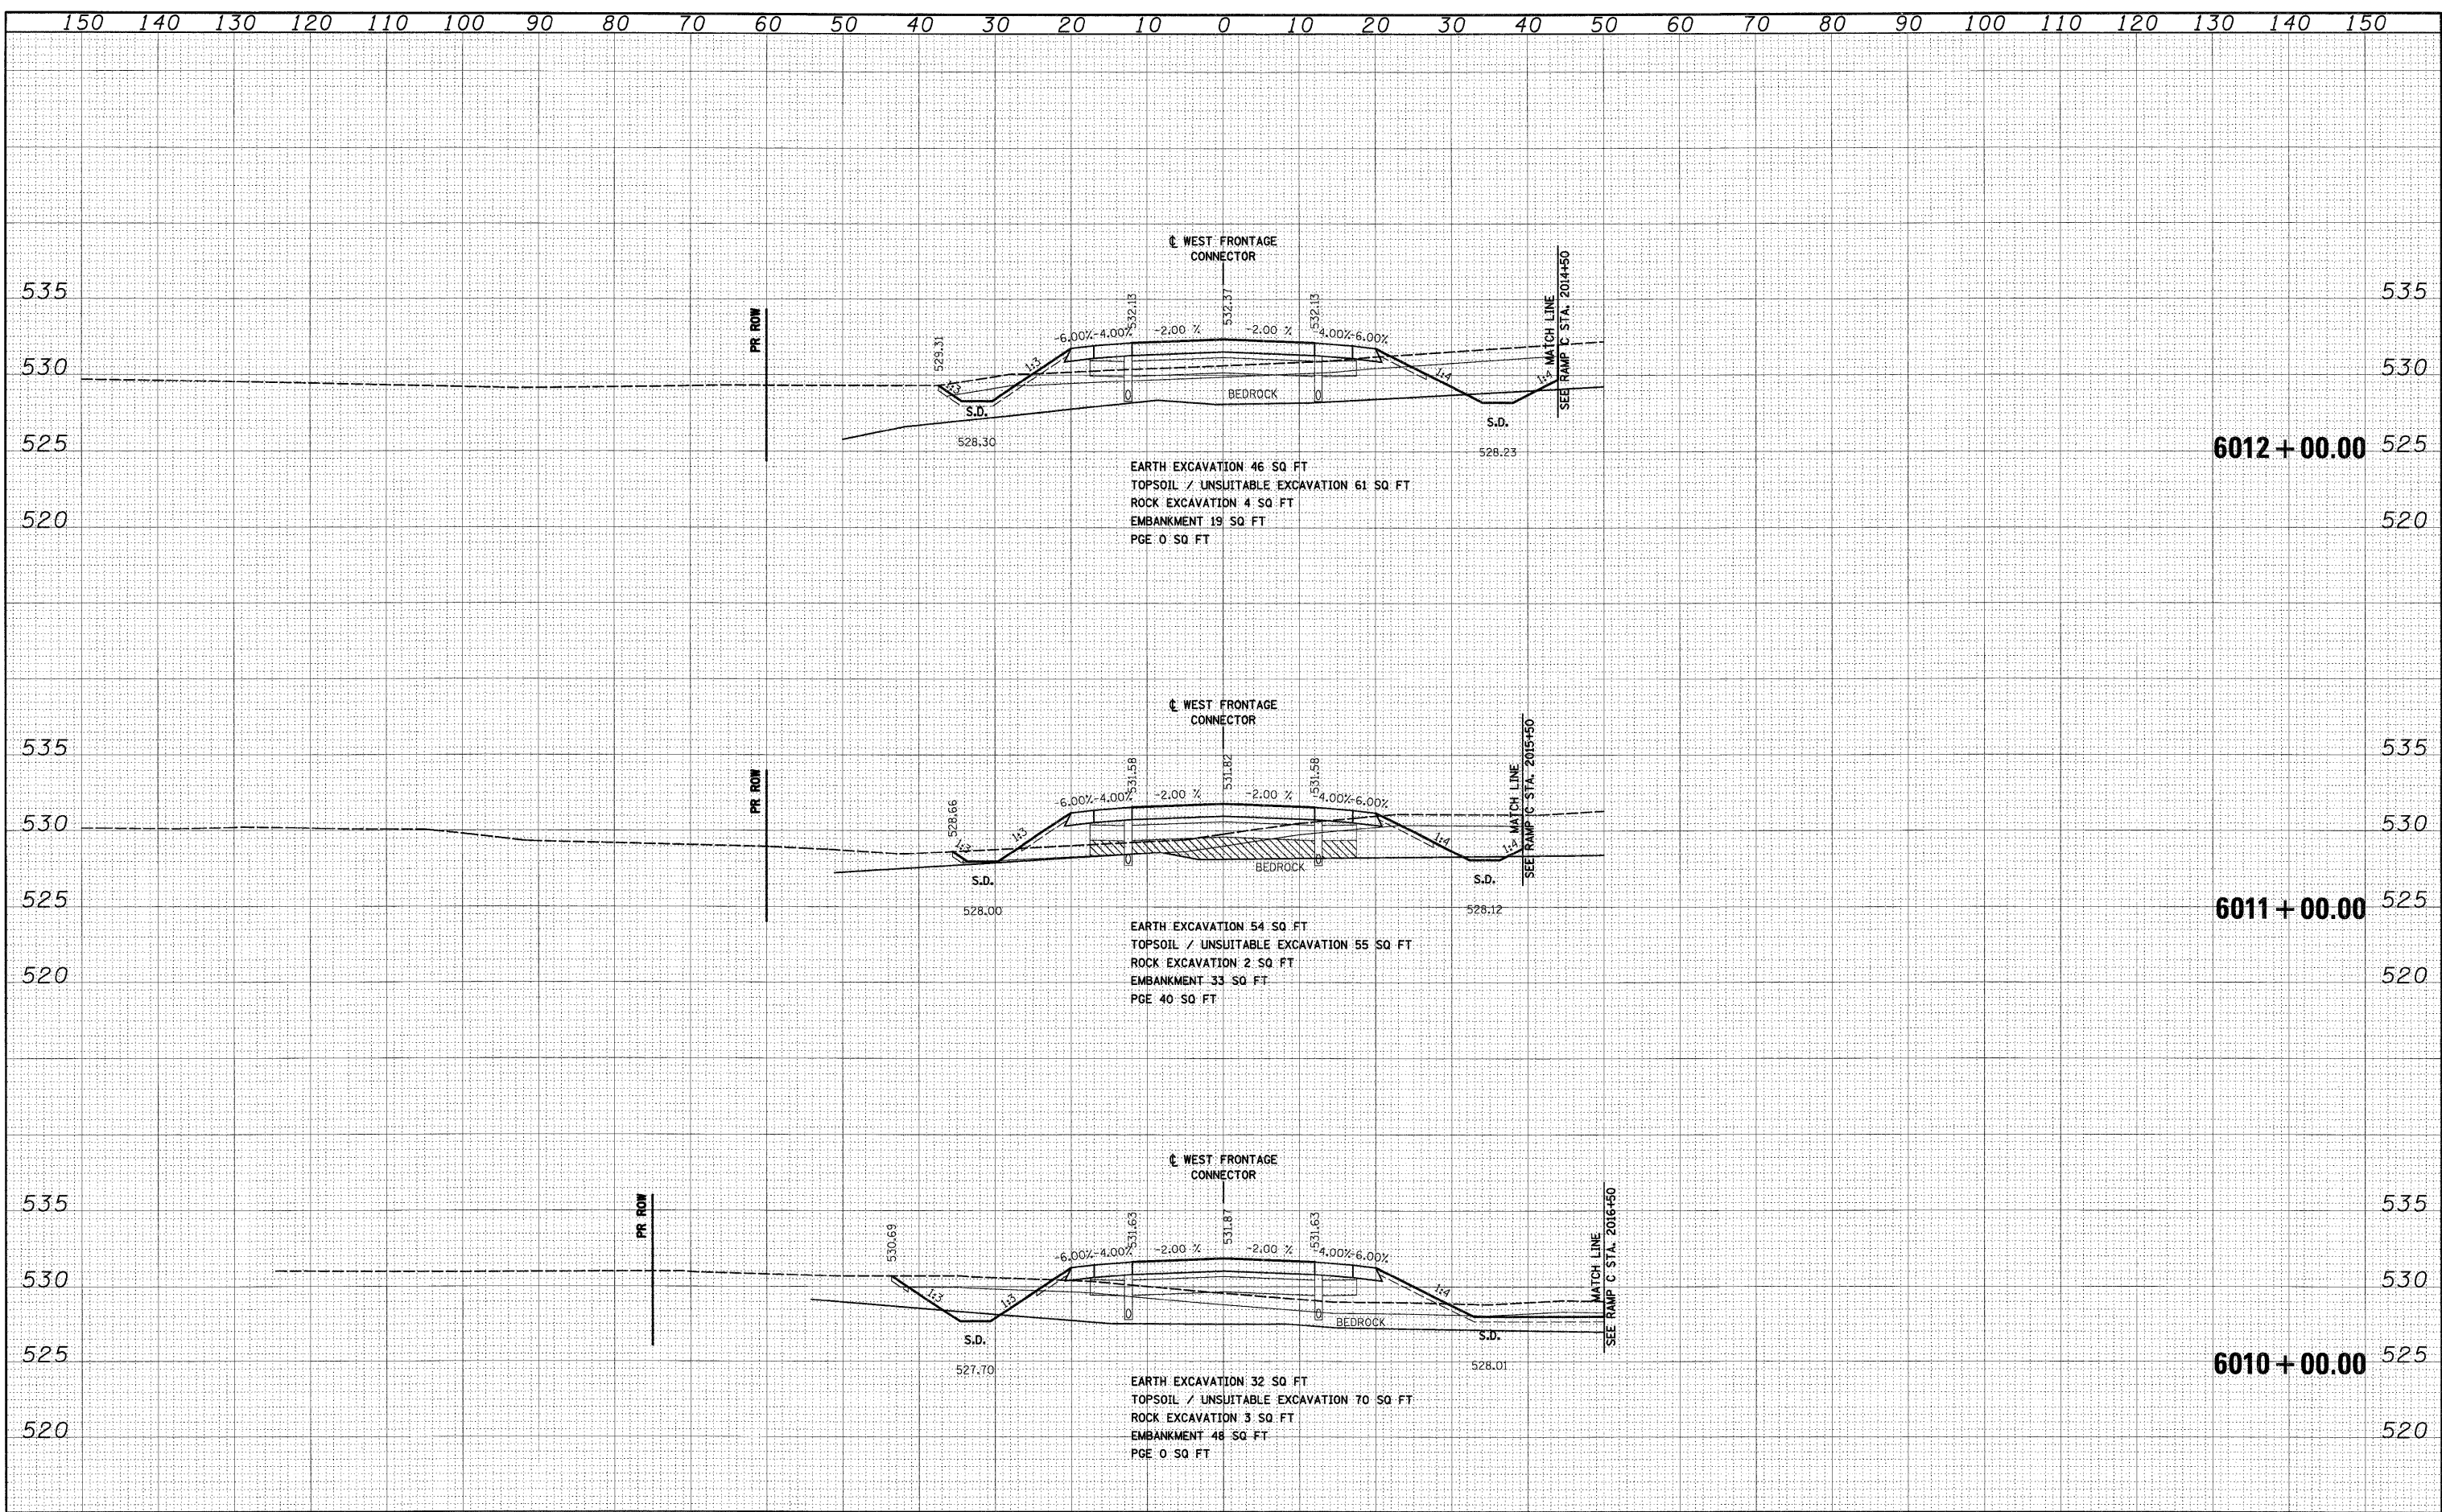 150 140 130 120 110 100 90 80 70 60 50 40 30 20 10 0 10 20 30 40 50 60 70 80 90 100 110 120 130 140 150
℄ WEST FRONTAGE
CONNECTOR
535 535
530 530
525 525
520 520
PR ROW
529.31
532.13
532.37
532.13
-6.00% -4.00% -2.00 % -2.00 % -4.00% -6.00%
1:3 1:3 1:4 1:4
MATCH LINE
SEE RAMP C STA. 2014+50
BEDROCK
S.D. S.D.
528.30 528.23
6012+00.00
EARTH EXCAVATION 46 SQ FT
TOPSOIL / UNSUITABLE EXCAVATION 61 SQ FT
ROCK EXCAVATION 4 SQ FT
EMBANKMENT 19 SQ FT
PGE 0 SQ FT
℄ WEST FRONTAGE
CONNECTOR
535 535
530 530
525 525
520 520
PR ROW
528.66
531.58
531.82
531.58
-6.00% -4.00% -2.00 % -2.00 % -4.00% -6.00%
1:3 1:3 1:4 1:4
MATCH LINE
SEE RAMP C STA. 2015+50
BEDROCK
S.D. S.D.
528.00 528.12
6011+00.00
EARTH EXCAVATION 54 SQ FT
TOPSOIL / UNSUITABLE EXCAVATION 55 SQ FT
ROCK EXCAVATION 2 SQ FT
EMBANKMENT 33 SQ FT
PGE 40 SQ FT
℄ WEST FRONTAGE
CONNECTOR
535 535
530 530
525 525
520 520
PR ROW
530.69
531.63
531.87
531.63
-6.00% -4.00% -2.00 % -2.00 % -4.00% -6.00%
1:3 1:3 1:4
MATCH LINE
SEE RAMP C STA. 2016+50
BEDROCK
S.D. S.D.
527.70 528.01
6010+00.00
EARTH EXCAVATION 32 SQ FT
TOPSOIL / UNSUITABLE EXCAVATION 70 SQ FT
ROCK EXCAVATION 3 SQ FT
EMBANKMENT 48 SQ FT
PGE 0 SQ FT